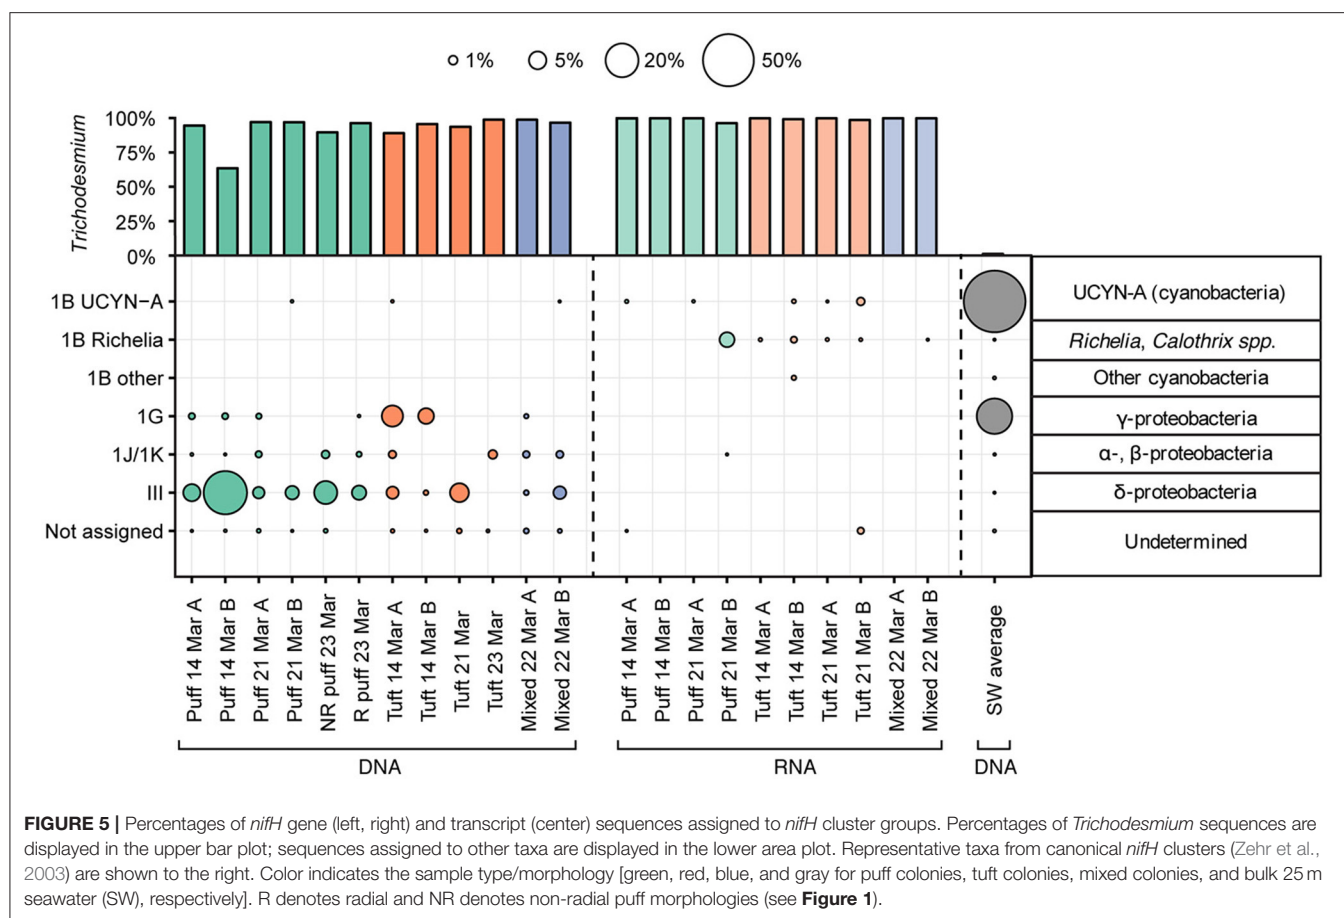 1% 5% 20% 50%
Trichodesmium
100%
75%
50%
25%
0%
1B UCYN−A
1B Richelia
1B other
1G
1J/1K
III
Not assigned
UCYN-A (cyanobacteria)
Richelia, Calothrix spp.
Other cyanobacteria
γ-proteobacteria
α-, β-proteobacteria
δ-proteobacteria
Undetermined
Puff 14 Mar A
Puff 14 Mar B
Puff 21 Mar A
Puff 21 Mar B
NR puff 23 Mar
R puff 23 Mar
Tuft 14 Mar A
Tuft 14 Mar B
Tuft 21 Mar
Tuft 23 Mar
Mixed 22 Mar A
Mixed 22 Mar B
Puff 14 Mar A
Puff 14 Mar B
Puff 21 Mar A
Puff 21 Mar B
Tuft 14 Mar A
Tuft 14 Mar B
Tuft 21 Mar A
Tuft 21 Mar B
Mixed 22 Mar A
Mixed 22 Mar B
SW average
DNA RNA DNA
FIGURE 5 | Percentages of nifH gene (left, right) and transcript (center) sequences assigned to nifH cluster groups. Percentages of Trichodesmium sequences are
displayed in the upper bar plot; sequences assigned to other taxa are displayed in the lower area plot. Representative taxa from canonical nifH clusters (Zehr et al.,
2003) are shown to the right. Color indicates the sample type/morphology [green, red, blue, and gray for puff colonies, tuft colonies, mixed colonies, and bulk 25 m
seawater (SW), respectively]. R denotes radial and NR denotes non-radial puff morphologies (see Figure 1).